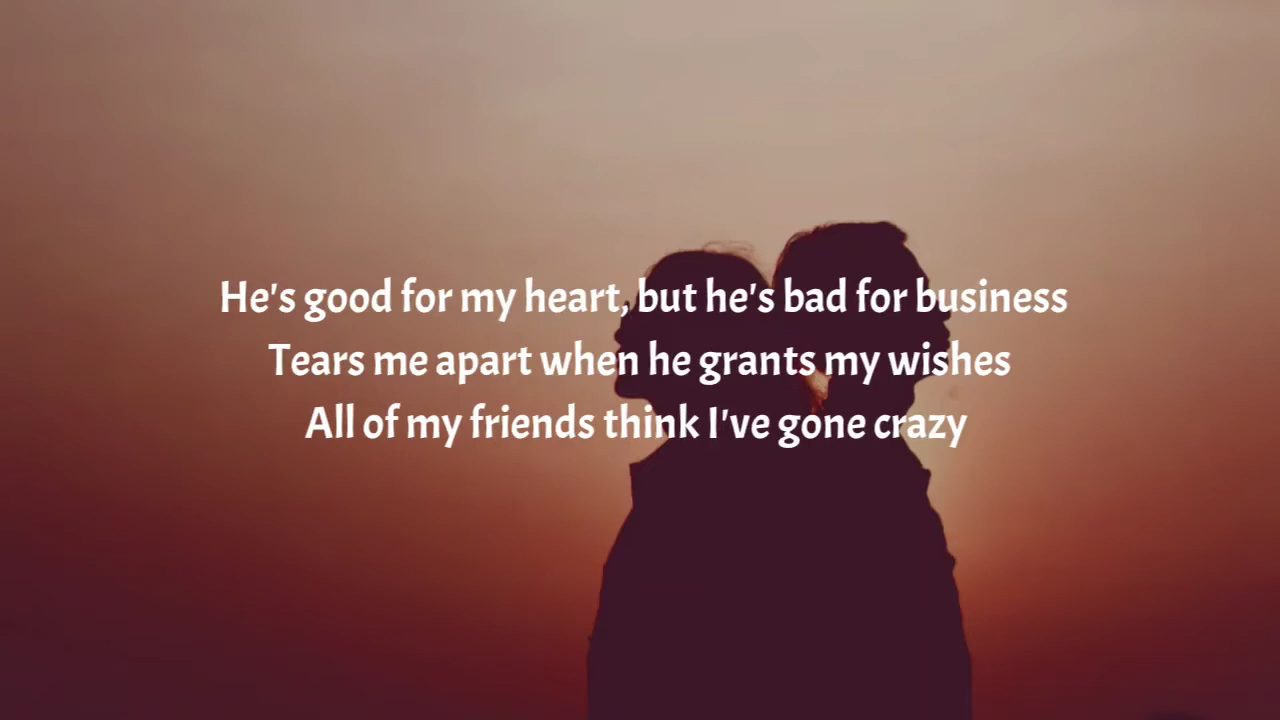 He's good for my heart, but he's bad for business
Tears me apart when he grants my wishes
All of my friends think I've gone crazy